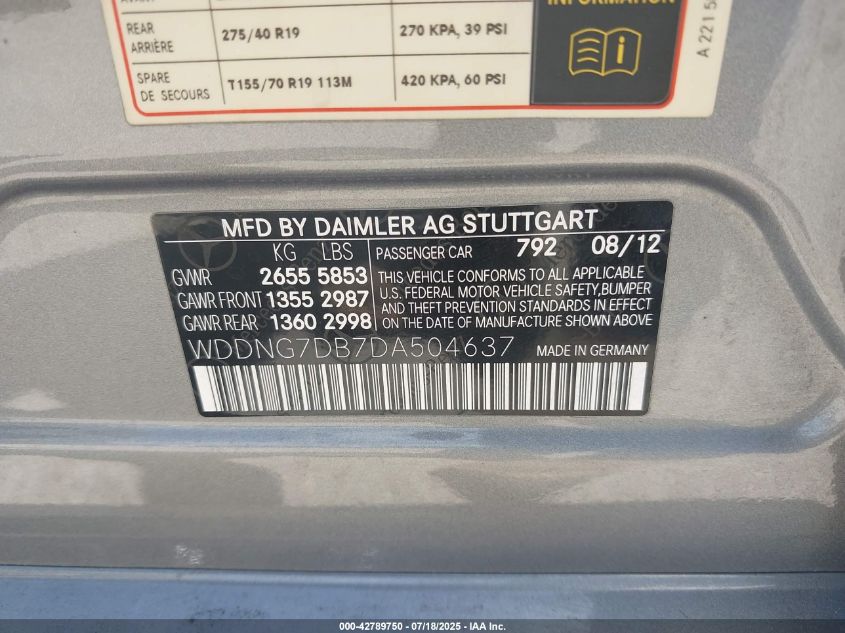 INFORMATION
REAR
ARRIÈRE 275/40 R19 270 KPA, 39 PSI
SPARE
DE SECOURS T155/70 R19 113M 420 KPA, 60 PSI
A 221 5
MFD BY DAIMLER AG STUTTGART
KG LBS PASSENGER CAR 792 08/12
GVWR 2655 5853
GAWR FRONT 1355 2987
GAWR REAR 1360 2998
THIS VEHICLE CONFORMS TO ALL APPLICABLE
U.S. FEDERAL MOTOR VEHICLE SAFETY,BUMPER
AND THEFT PREVENTION STANDARDS IN EFFECT
ON THE DATE OF MANUFACTURE SHOWN ABOVE
WDDNG7DB7DA504637 MADE IN GERMANY
000-42789750 - 07/18/2025 - IAA Inc.